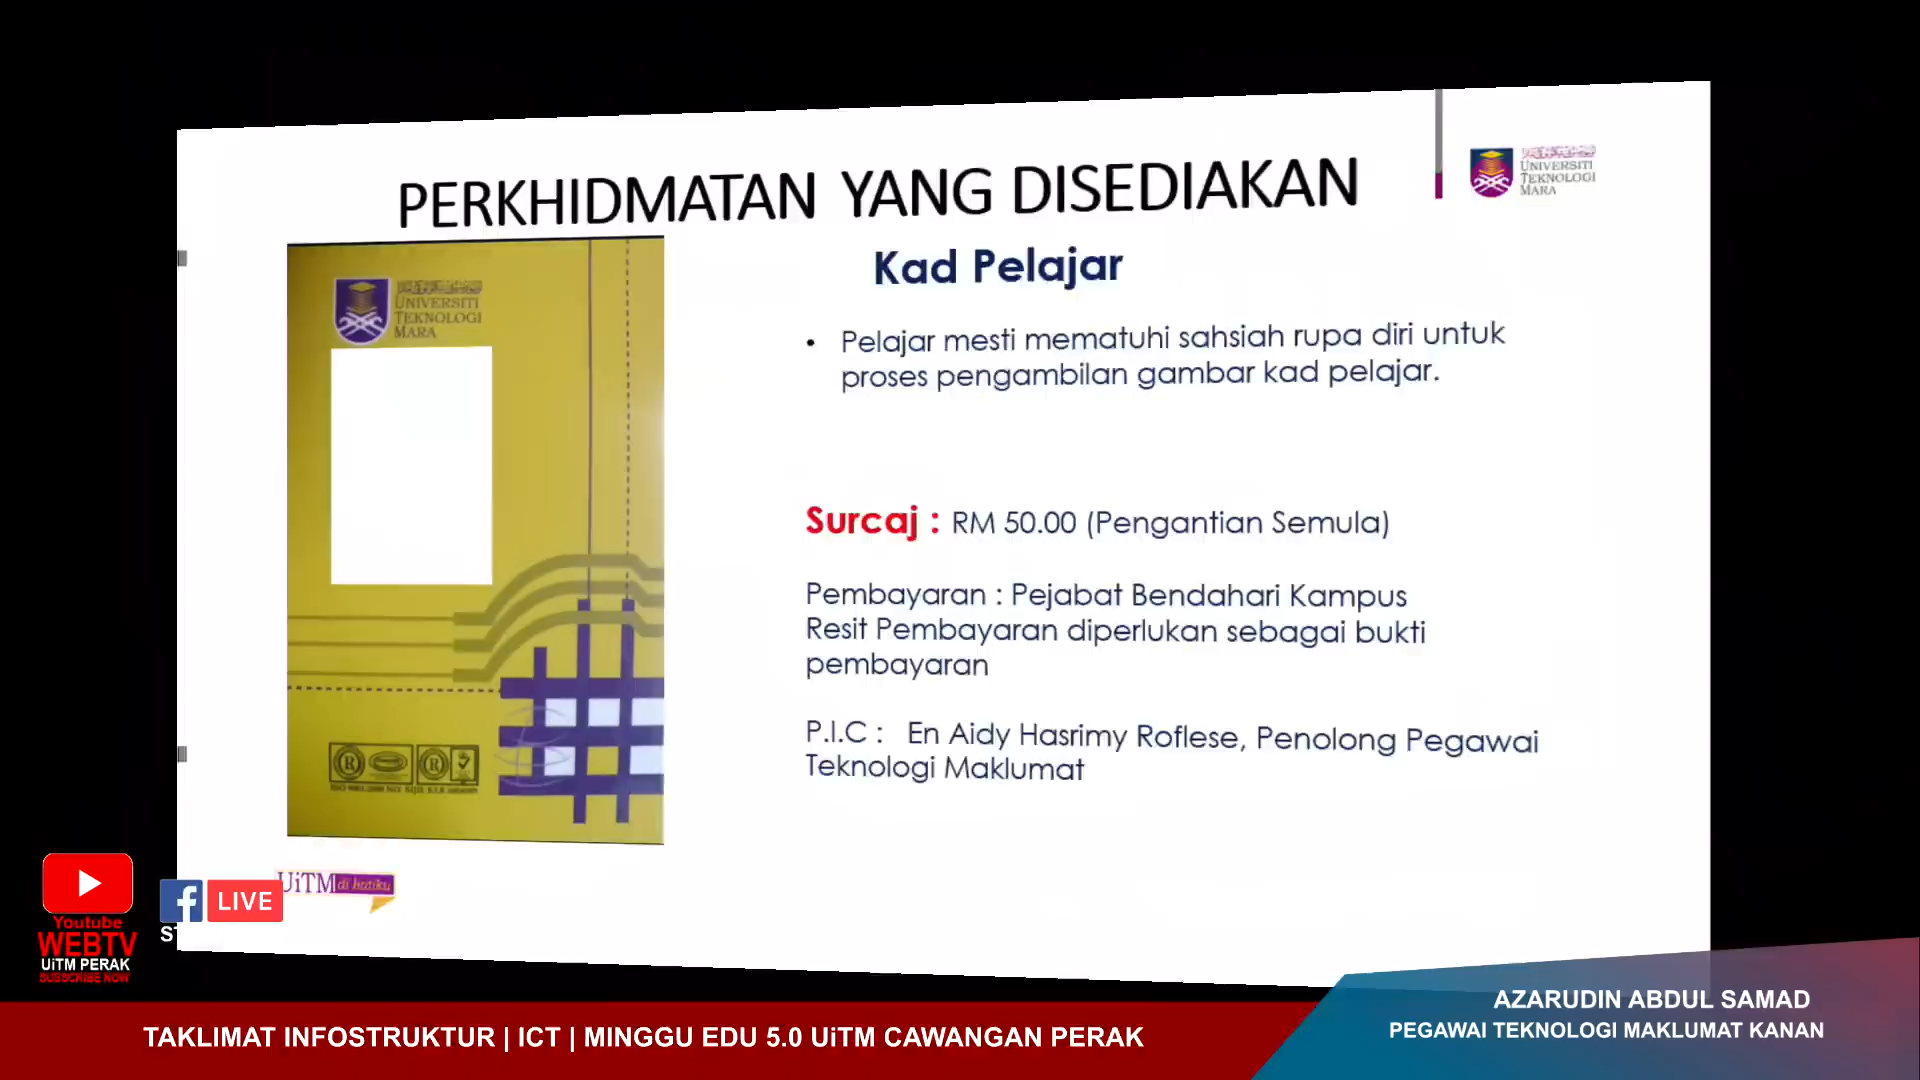 PERKHIDMATAN YANG DISEDIAKAN
UNIVERSITI
TEKNOLOGI
MARA
Kad Pelajar
UNIVERSITI
TEKNOLOGI
MARA
• Pelajar mesti mematuhi sahsiah rupa diri untuk
proses pengambilan gambar kad pelajar.
Surcaj : RM 50.00 (Pengantian Semula)
Pembayaran : Pejabat Bendahari Kampus
Resit Pembayaran diperlukan sebagai bukti
pembayaran
P.I.C : En Aidy Hasrimy Roflese, Penolong Pegawai
Teknologi Maklumat
UiTM di hatiku
f LIVE
ST
Youtube
WEBTV
UiTM PERAK
SUBSCRIBE NOW
AZARUDIN ABDUL SAMAD
PEGAWAI TEKNOLOGI MAKLUMAT KANAN
TAKLIMAT INFOSTRUKTUR | ICT | MINGGU EDU 5.0 UiTM CAWANGAN PERAK